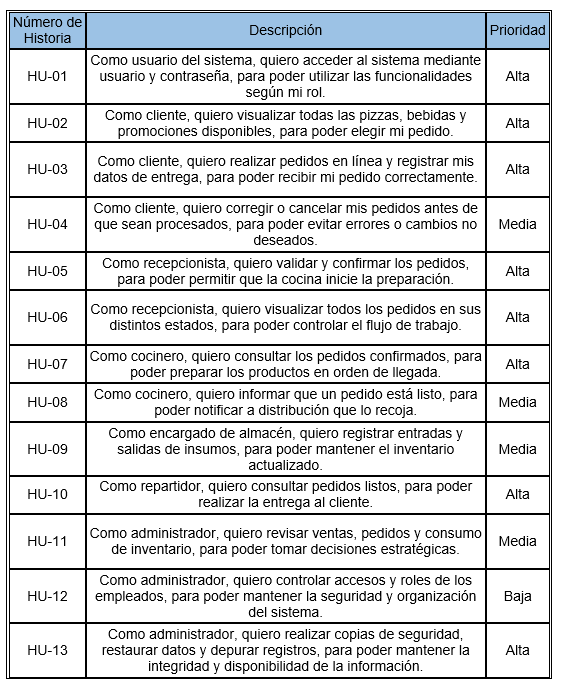 Número de
Historia
Descripción
Prioridad
HU-01
Como usuario del sistema, quiero acceder al sistema mediante
usuario y contraseña, para poder utilizar las funcionalidades
según mi rol.
Alta
HU-02
Como cliente, quiero visualizar todas las pizzas, bebidas y
promociones disponibles, para poder elegir mi pedido.
Alta
HU-03
Como cliente, quiero realizar pedidos en línea y registrar mis
datos de entrega, para poder recibir mi pedido correctamente.
Alta
HU-04
Como cliente, quiero corregir o cancelar mis pedidos antes de
que sean procesados, para poder evitar errores o cambios no
deseados.
Media
HU-05
Como recepcionista, quiero validar y confirmar los pedidos,
para poder permitir que la cocina inicie la preparación.
Alta
HU-06
Como recepcionista, quiero visualizar todos los pedidos en sus
distintos estados, para poder controlar el flujo de trabajo.
Alta
HU-07
Como cocinero, quiero consultar los pedidos confirmados, para
poder preparar los productos en orden de llegada.
Alta
HU-08
Como cocinero, quiero informar que un pedido está listo, para
poder notificar a distribución que lo recoja.
Media
HU-09
Como encargado de almacén, quiero registrar entradas y
salidas de insumos, para poder mantener el inventario
actualizado.
Media
HU-10
Como repartidor, quiero consultar pedidos listos, para poder
realizar la entrega al cliente.
Alta
HU-11
Como administrador, quiero revisar ventas, pedidos y consumo
de inventario, para poder tomar decisiones estratégicas.
Media
HU-12
Como administrador, quiero controlar accesos y roles de los
empleados, para poder mantener la seguridad y organización
del sistema.
Baja
HU-13
Como administrador, quiero realizar copias de seguridad,
restaurar datos y depurar registros, para poder mantener la
integridad y disponibilidad de la información.
Alta